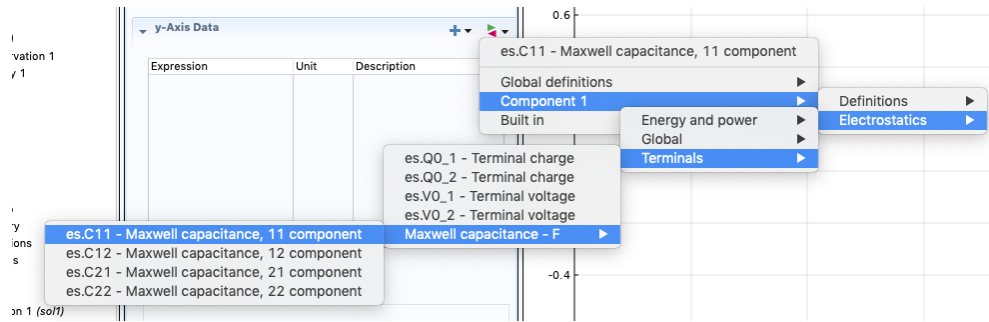 0.6
y-Axis Data
vation 1
y 1
Expression Unit Description
es.C11 - Maxwell capacitance, 11 component
Global definitions
Component 1
Built in
Definitions
Electrostatics
Energy and power
Global
Terminals
es.Q0_1 - Terminal charge
es.Q0_2 - Terminal charge
es.V0_1 - Terminal voltage
es.V0_2 - Terminal voltage
Maxwell capacitance - F
es.C11 - Maxwell capacitance, 11 component
es.C12 - Maxwell capacitance, 12 component
es.C21 - Maxwell capacitance, 21 component
es.C22 - Maxwell capacitance, 22 component
ry
ions
s
-0.4
on 1 (sol1)